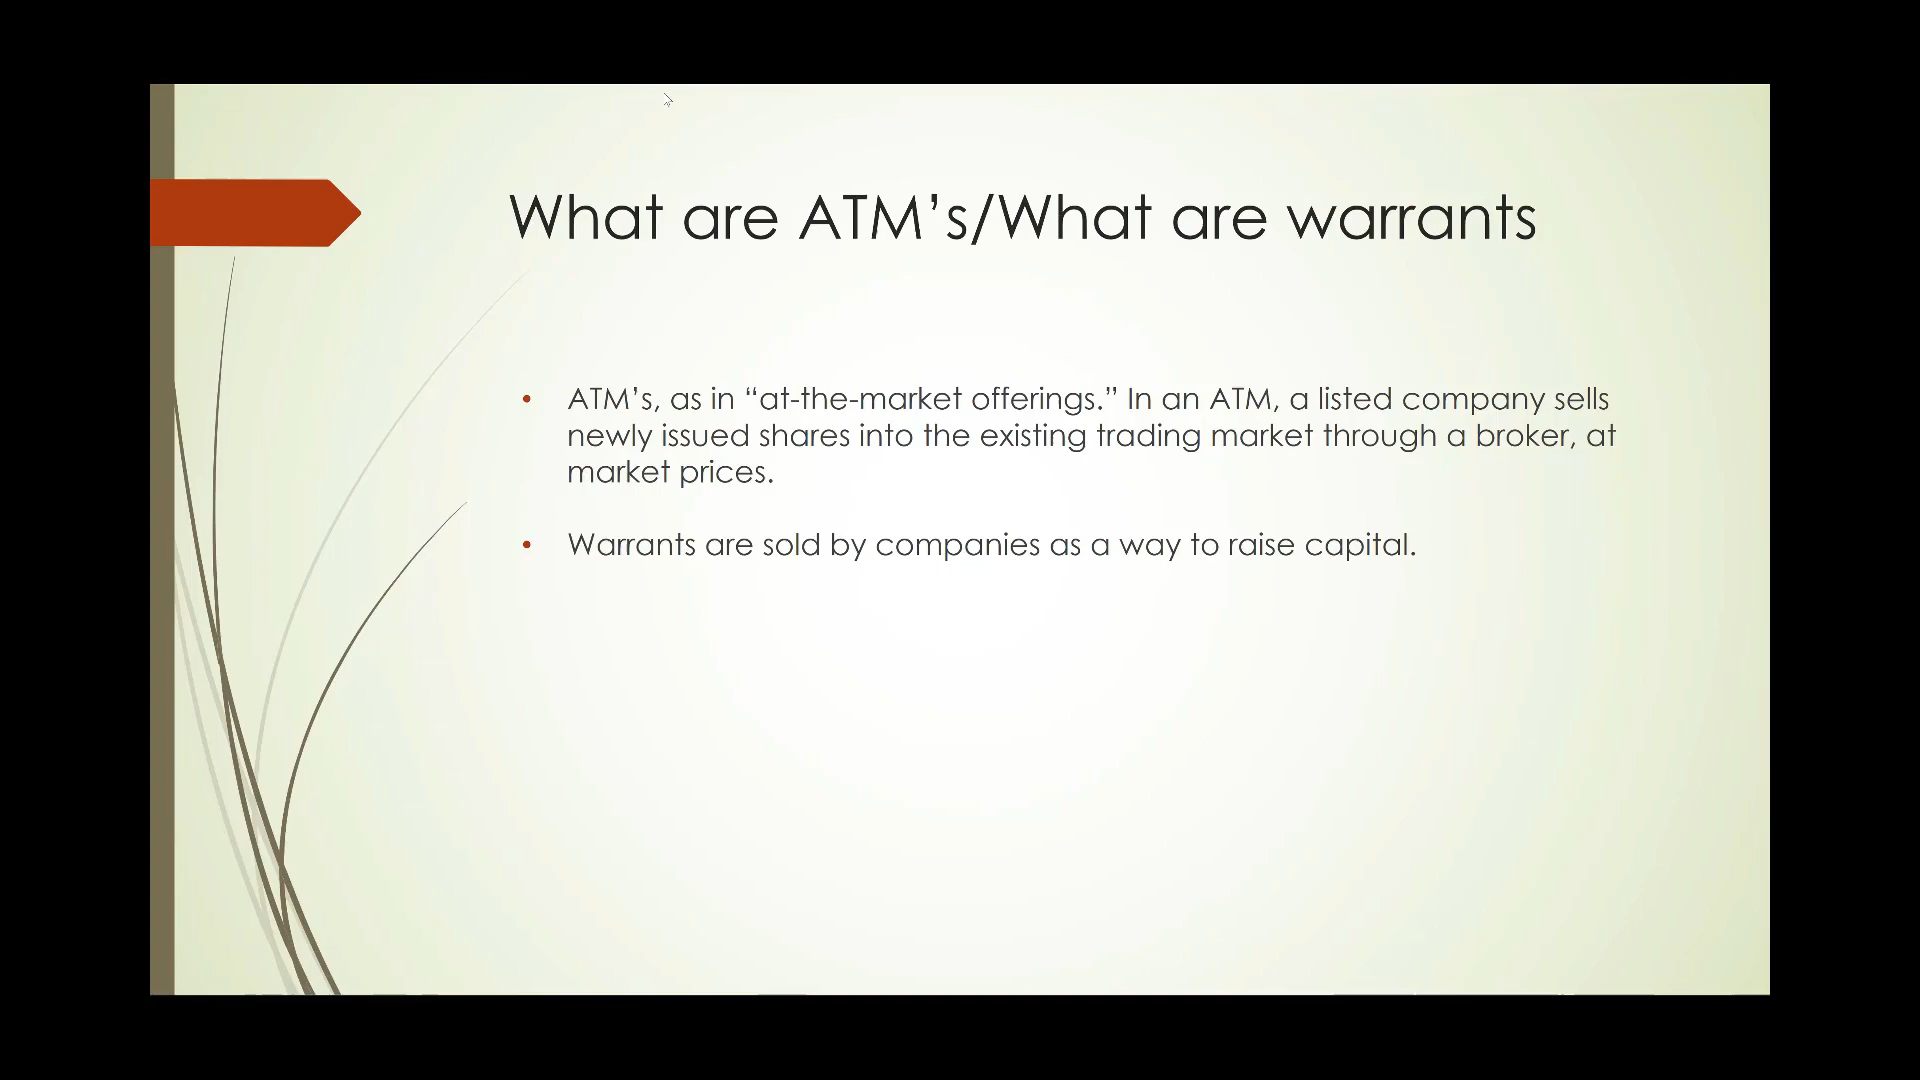 What are ATM’s/What are warrants
• ATM’s, as in “at-the-market offerings.” In an ATM, a listed company sells
newly issued shares into the existing trading market through a broker, at
market prices.
• Warrants are sold by companies as a way to raise capital.